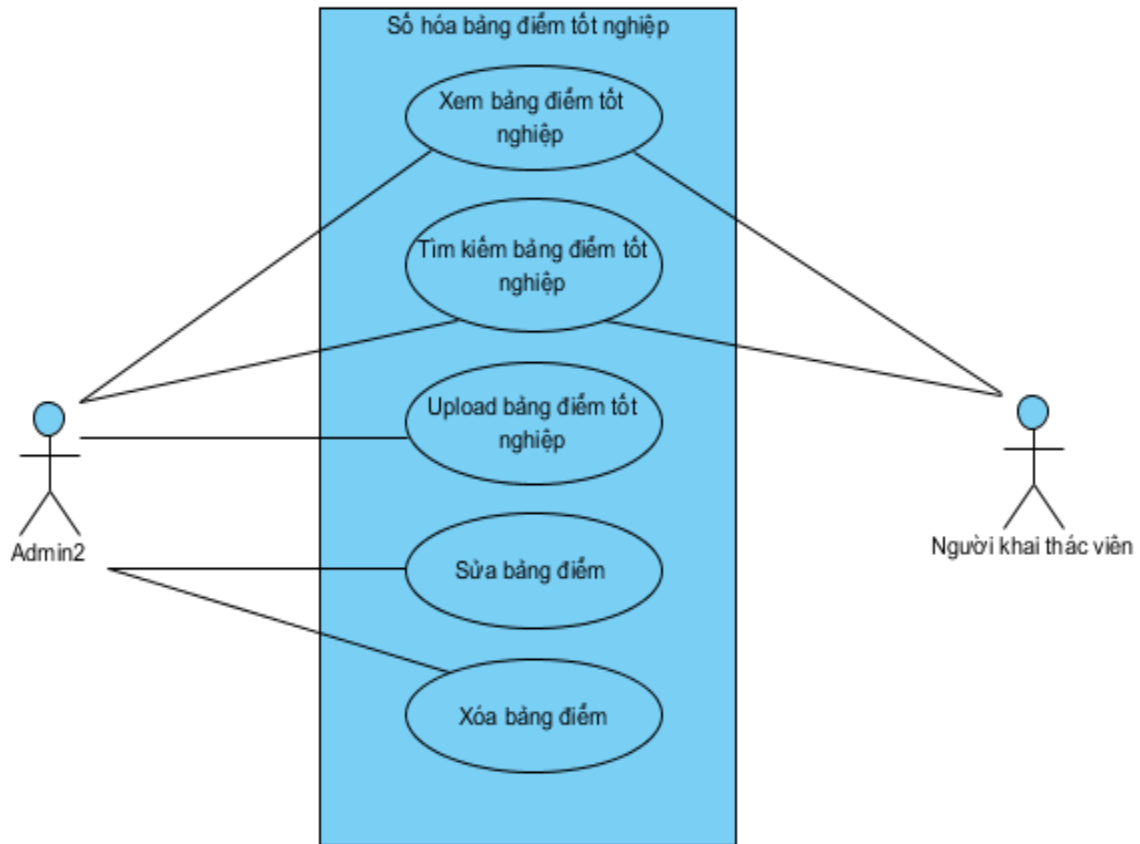 Số hóa bảng điểm tốt nghiệp
Xem bảng điểm tốt
nghiệp
Tìm kiếm bảng điểm tốt
nghiệp
Upload bảng điểm tốt
nghiệp
Admin2
Người khai thác viên
Sửa bảng điểm
Xóa bảng điểm